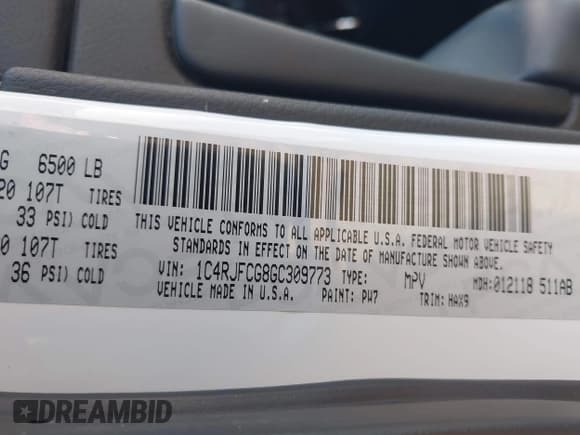 G 6500 LB
20 107T TIRES
33 PSI) COLD
0 107T TIRES
36 PSI) COLD
THIS VEHICLE CONFORMS TO ALL APPLICABLE U.S.A. FEDERAL MOTOR VEHICLE SAFETY
STANDARDS IN EFFECT ON THE DATE OF MANUFACTURE SHOWN ABOVE.
VIN: 1C4RJFCG8GC309773 TYPE: MPV MDH:012118 511AB
VEHICLE MADE IN U.S.A. PAINT: PW7 TRIM: HAX9
DREAMBID